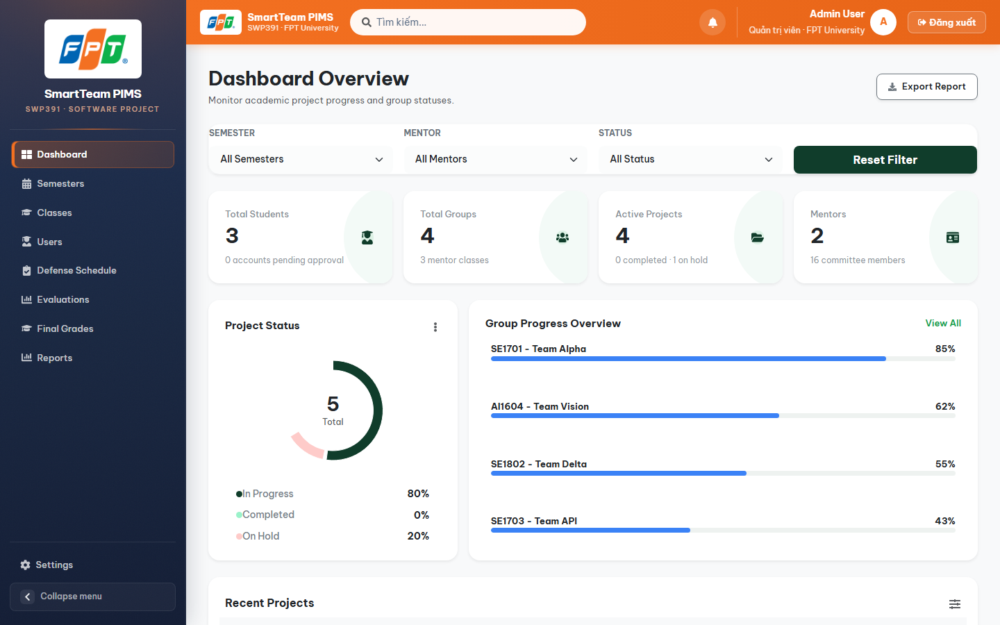 FPT®
SmartTeam PIMS
SWP391 · SOFTWARE PROJECT
Dashboard
Semesters
Classes
Users
Defense Schedule
Evaluations
Final Grades
Reports
Settings
Collapse menu
FPT
SmartTeam PIMS
SWP391 · FPT University
Tìm kiếm...
Admin User
Quản trị viên · FPT University
A
Đăng xuất
Dashboard Overview
Monitor academic project progress and group statuses.
Export Report
SEMESTER
All Semesters
MENTOR
All Mentors
STATUS
All Status
Reset Filter
Total Students
3
0 accounts pending approval
Total Groups
4
3 mentor classes
Active Projects
4
0 completed · 1 on hold
Mentors
2
16 committee members
Project Status
5
Total
In Progress 80%
Completed 0%
On Hold 20%
Group Progress Overview
View All
SE1701 - Team Alpha 85%
AI1604 - Team Vision 62%
SE1802 - Team Delta 55%
SE1703 - Team API 43%
Recent Projects